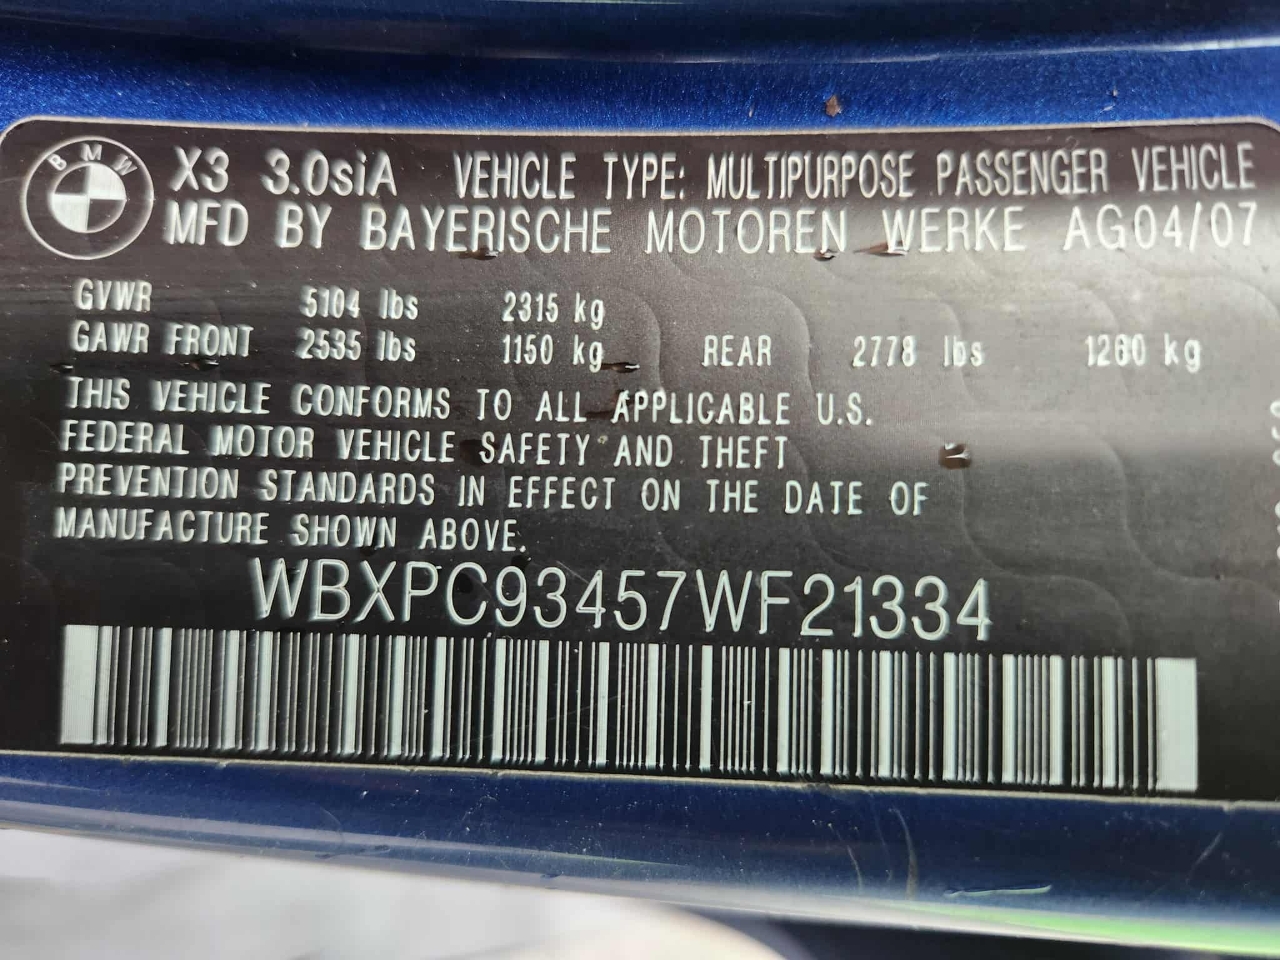 BMW
X3 3.0siA VEHICLE TYPE: MULTIPURPOSE PASSENGER VEHICLE
MFD BY BAYERISCHE MOTOREN WERKE AG04/07
GVWR 5104 lbs 2315 kg
GAWR FRONT 2535 lbs 1150 kg REAR 2778 lbs 1260 kg
THIS VEHICLE CONFORMS TO ALL APPLICABLE U.S.
FEDERAL MOTOR VEHICLE SAFETY AND THEFT
PREVENTION STANDARDS IN EFFECT ON THE DATE OF
MANUFACTURE SHOWN ABOVE.
WBXPC93457WF21334